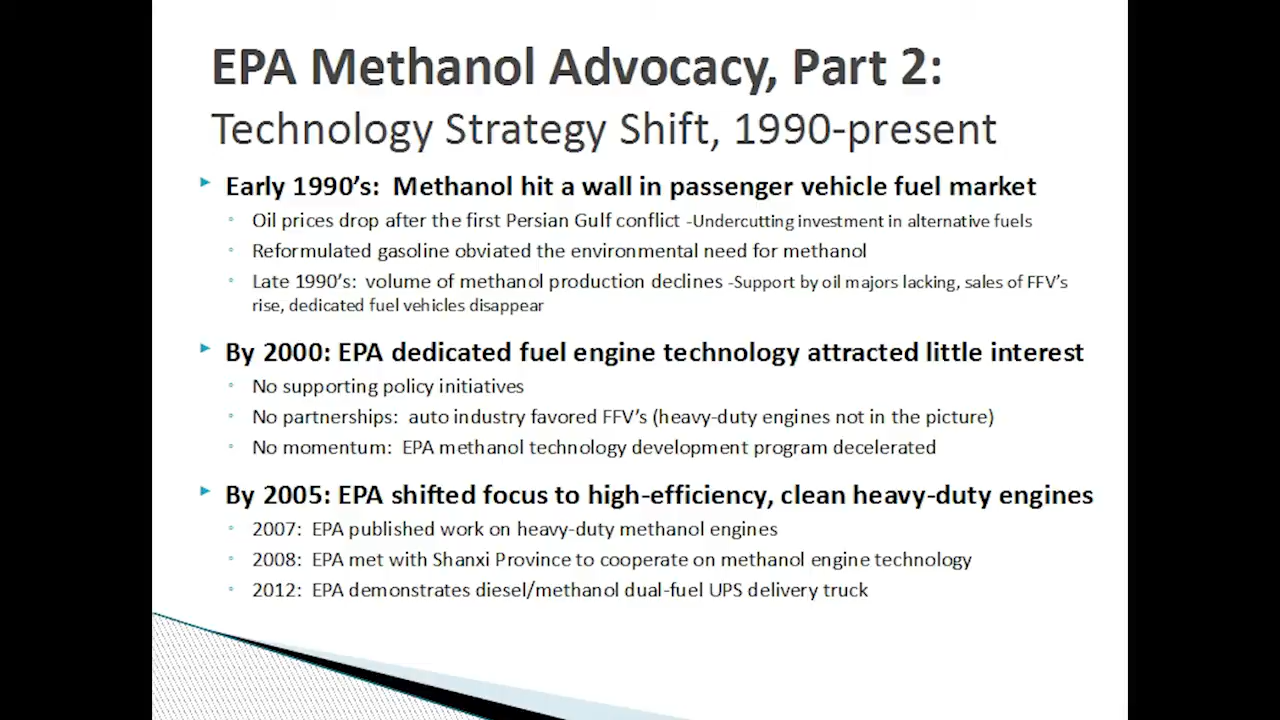 EPA Methanol Advocacy, Part 2:
Technology Strategy Shift, 1990-present
Early 1990’s:  Methanol hit a wall in passenger vehicle fuel market
Oil prices drop after the first Persian Gulf conflict -Undercutting investment in alternative fuels
Reformulated gasoline obviated the environmental need for methanol
Late 1990’s:  volume of methanol production declines -Support by oil majors lacking, sales of FFV’s
rise, dedicated fuel vehicles disappear
By 2000: EPA dedicated fuel engine technology attracted little interest
No supporting policy initiatives
No partnerships:  auto industry favored FFV’s (heavy-duty engines not in the picture)
No momentum:  EPA methanol technology development program decelerated
By 2005: EPA shifted focus to high-efficiency, clean heavy-duty engines
2007:  EPA published work on heavy-duty methanol engines
2008:  EPA met with Shanxi Province to cooperate on methanol engine technology
2012:  EPA demonstrates diesel/methanol dual-fuel UPS delivery truck